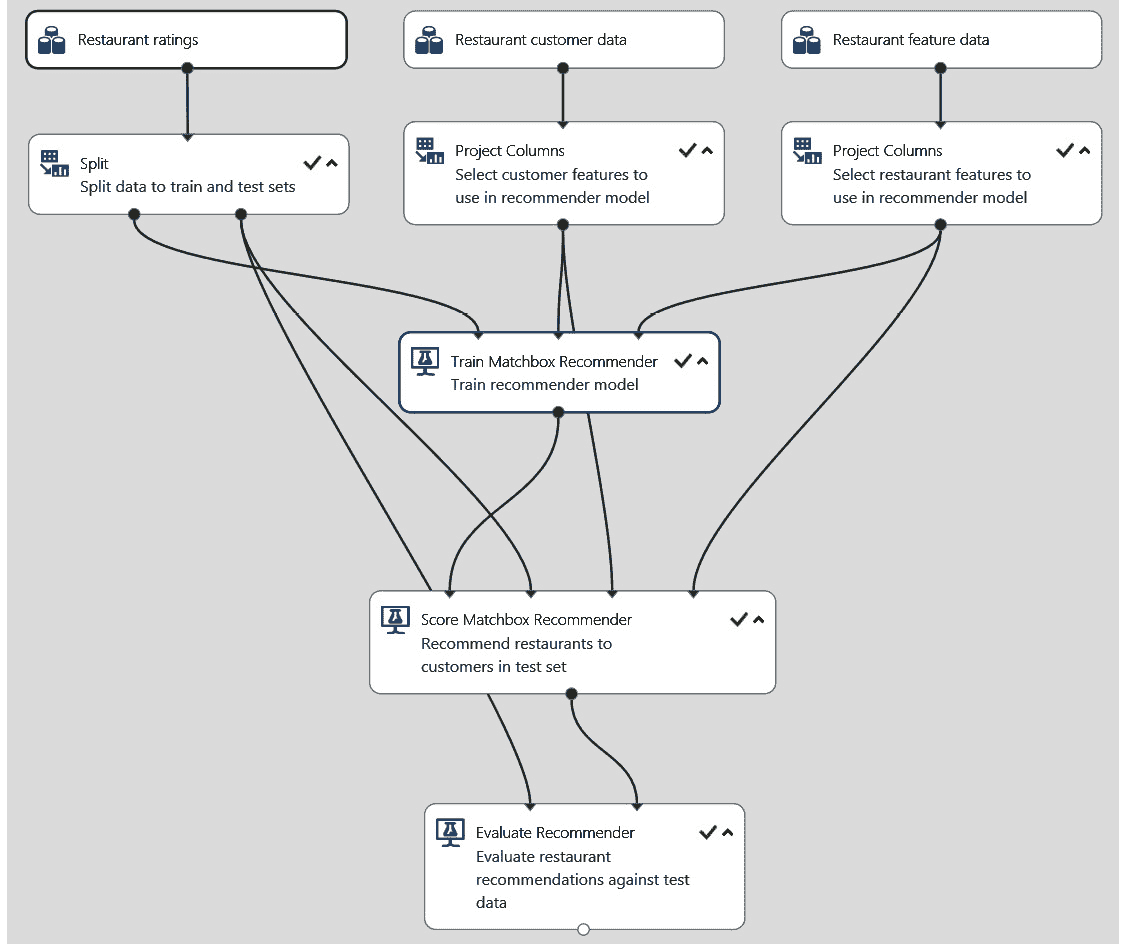 Restaurant ratings
Restaurant customer data
Restaurant feature data
Split
Split data to train and test sets
Project Columns
Select customer features to
use in recommender model
Project Columns
Select restaurant features to
use in recommender model
Train Matchbox Recommender
Train recommender model
Score Matchbox Recommender
Recommend restaurants to
customers in test set
Evaluate Recommender
Evaluate restaurant
recommendations against test
data